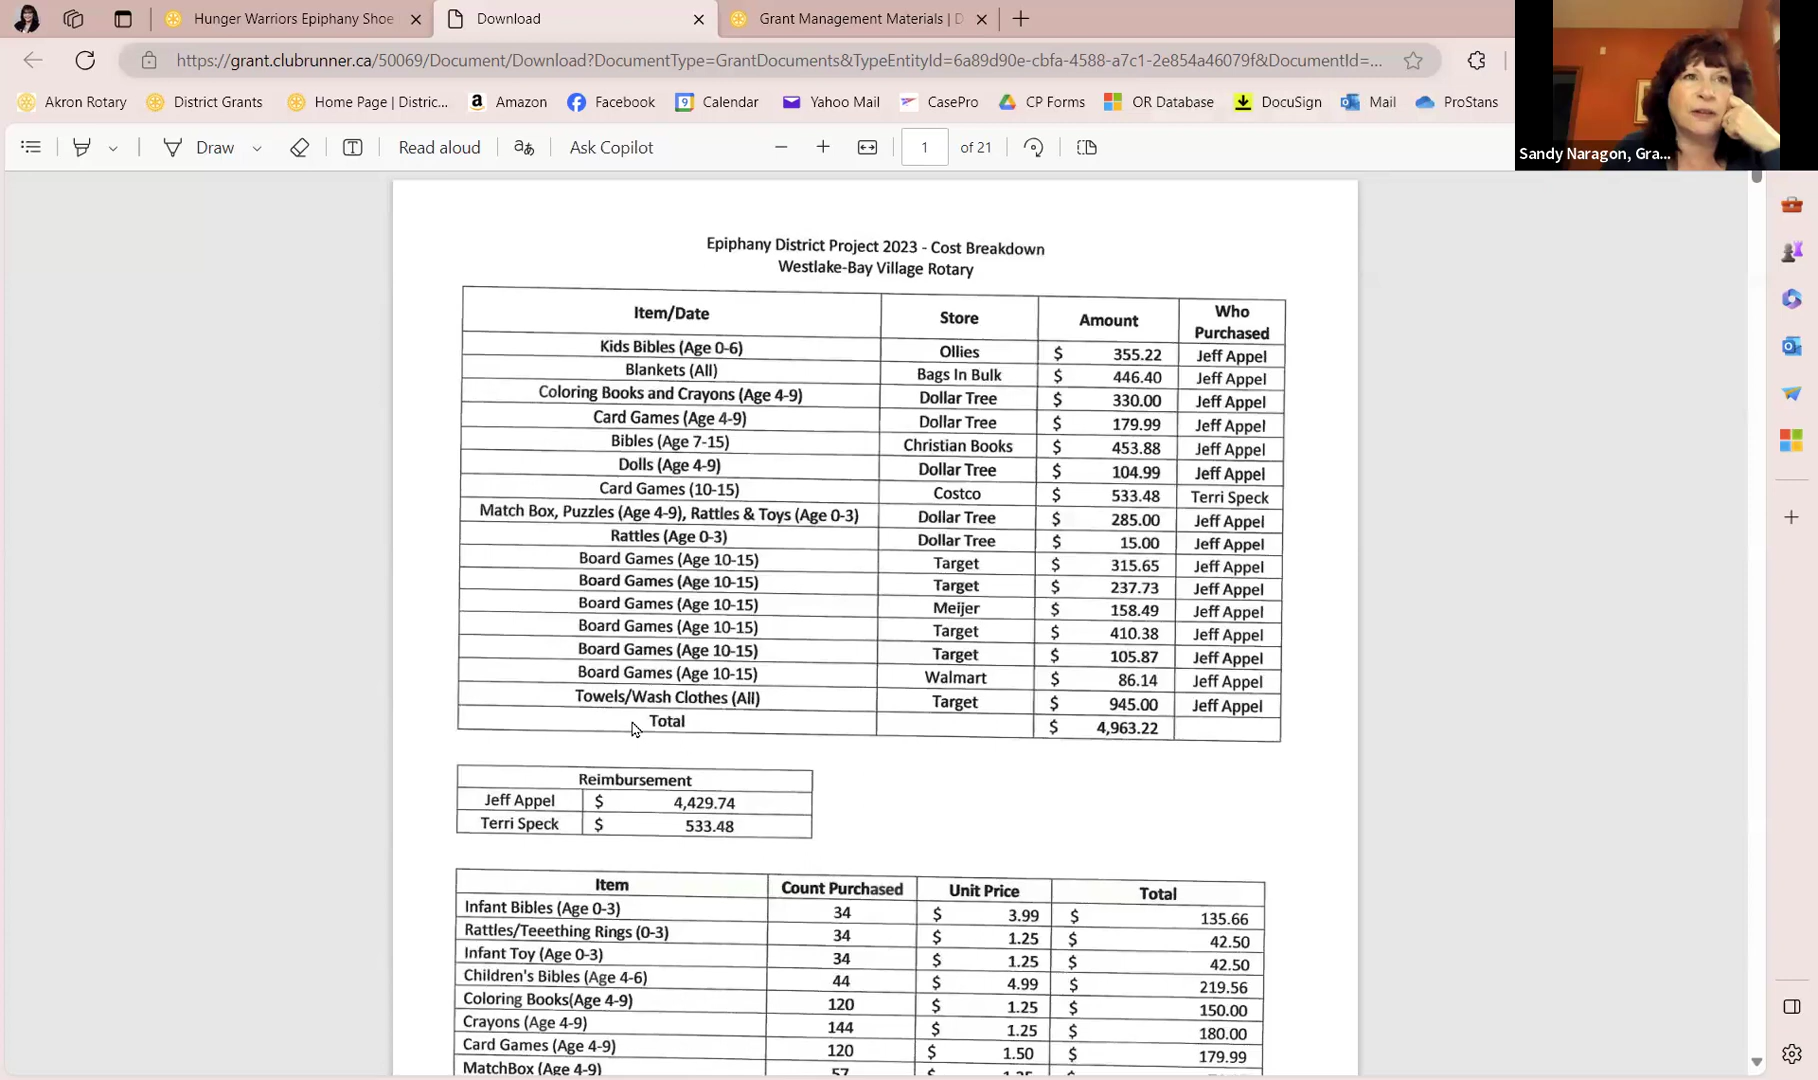 Hunger Warriors Epiphany Shoe
Download
Grant Management Materials | D
https://grant.clubrunner.ca/50069/Document/Download?DocumentType=GrantDocuments&TypeEntityId=6a89d90e-cbfa-4588-a7c1-2e854a46079f&DocumentId=...
Akron Rotary District Grants Home Page | Distric... Amazon Facebook Calendar Yahoo Mail CasePro CP Forms OR Database DocuSign Mail ProStans
Draw Read aloud Ask Copilot 1 of 21
Sandy Naragon, Gra...
Epiphany District Project 2023 - Cost Breakdown
Westlake-Bay Village Rotary
Item/Date Store Amount Who Purchased
Kids Bibles (Age 0-6) Ollies $ 355.22 Jeff Appel
Blankets (All) Bags In Bulk $ 446.40 Jeff Appel
Coloring Books and Crayons (Age 4-9) Dollar Tree $ 330.00 Jeff Appel
Card Games (Age 4-9) Dollar Tree $ 179.99 Jeff Appel
Bibles (Age 7-15) Christian Books $ 453.88 Jeff Appel
Dolls (Age 4-9) Dollar Tree $ 104.99 Jeff Appel
Card Games (10-15) Costco $ 533.48 Terri Speck
Match Box, Puzzles (Age 4-9), Rattles & Toys (Age 0-3) Dollar Tree $ 285.00 Jeff Appel
Rattles (Age 0-3) Dollar Tree $ 15.00 Jeff Appel
Board Games (Age 10-15) Target $ 315.65 Jeff Appel
Board Games (Age 10-15) Target $ 237.73 Jeff Appel
Board Games (Age 10-15) Meijer $ 158.49 Jeff Appel
Board Games (Age 10-15) Target $ 410.38 Jeff Appel
Board Games (Age 10-15) Target $ 105.87 Jeff Appel
Board Games (Age 10-15) Walmart $ 86.14 Jeff Appel
Towels/Wash Clothes (All) Target $ 945.00 Jeff Appel
Total $ 4,963.22
Reimbursement
Jeff Appel $ 4,429.74
Terri Speck $ 533.48
Item Count Purchased Unit Price Total
Infant Bibles (Age 0-3) 34 $ 3.99 $ 135.66
Rattles/Teeething Rings (0-3) 34 $ 1.25 $ 42.50
Infant Toy (Age 0-3) 34 $ 1.25 $ 42.50
Children's Bibles (Age 4-6) 44 $ 4.99 $ 219.56
Coloring Books(Age 4-9) 120 $ 1.25 $ 150.00
Crayons (Age 4-9) 144 $ 1.25 $ 180.00
Card Games (Age 4-9) 120 $ 1.50 $ 179.99
MatchBox (Age 4-9) 57